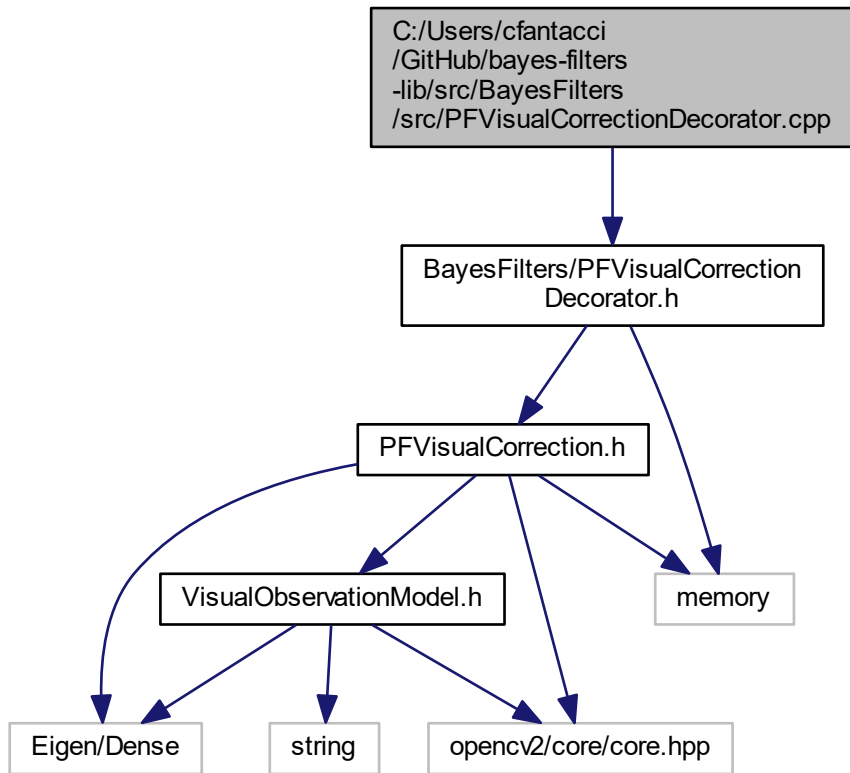 C:/Users/cfantacci
/GitHub/bayes-filters
-lib/src/BayesFilters
/src/PFVisualCorrectionDecorator.cpp
BayesFilters/PFVisualCorrection
Decorator.h
PFVisualCorrection.h
VisualObservationModel.h
memory
Eigen/Dense
string
opencv2/core/core.hpp